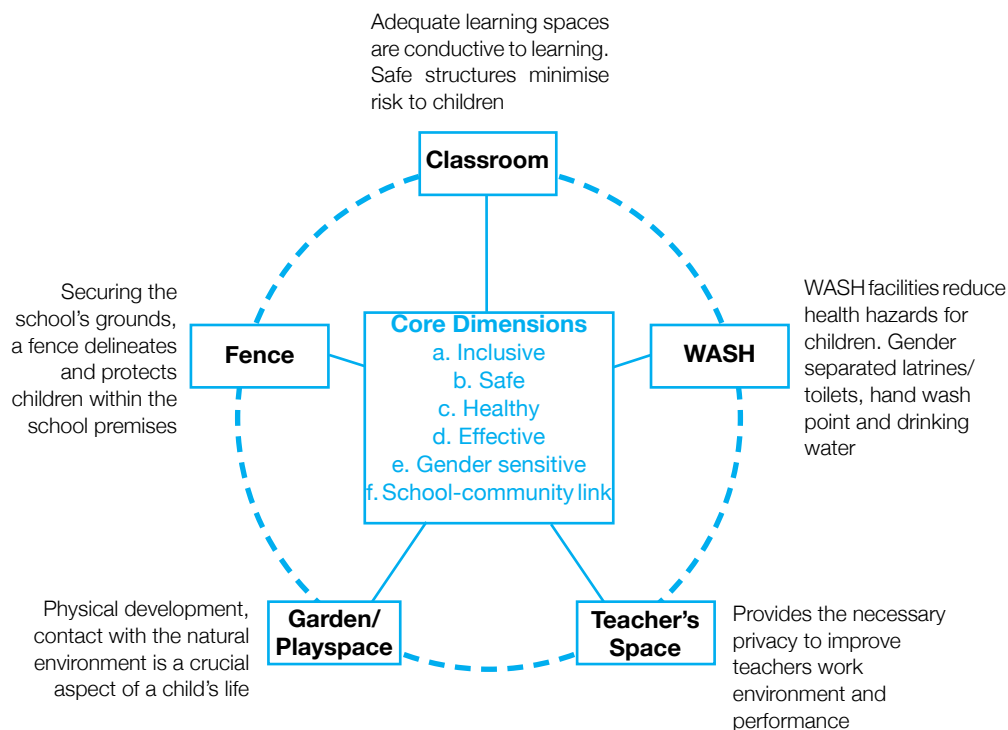 Adequate learning spaces
are conductive to learning.
Safe structures minimise
risk to children
Classroom
Securing the
school's grounds,
a fence delineates
and protects
children within the
school premises
Fence
Core Dimensions
a. Inclusive
b. Safe
c. Healthy
d. Effective
e. Gender sensitive
f. School-community link
WASH
WASH facilities reduce
health hazards for
children. Gender
separated latrines/
toilets, hand wash
point and drinking
water
Physical development,
contact with the natural
environment is a crucial
aspect of a child's life
Garden/
Playspace
Teacher's
Space
Provides the necessary
privacy to improve
teachers work
environment and
performance